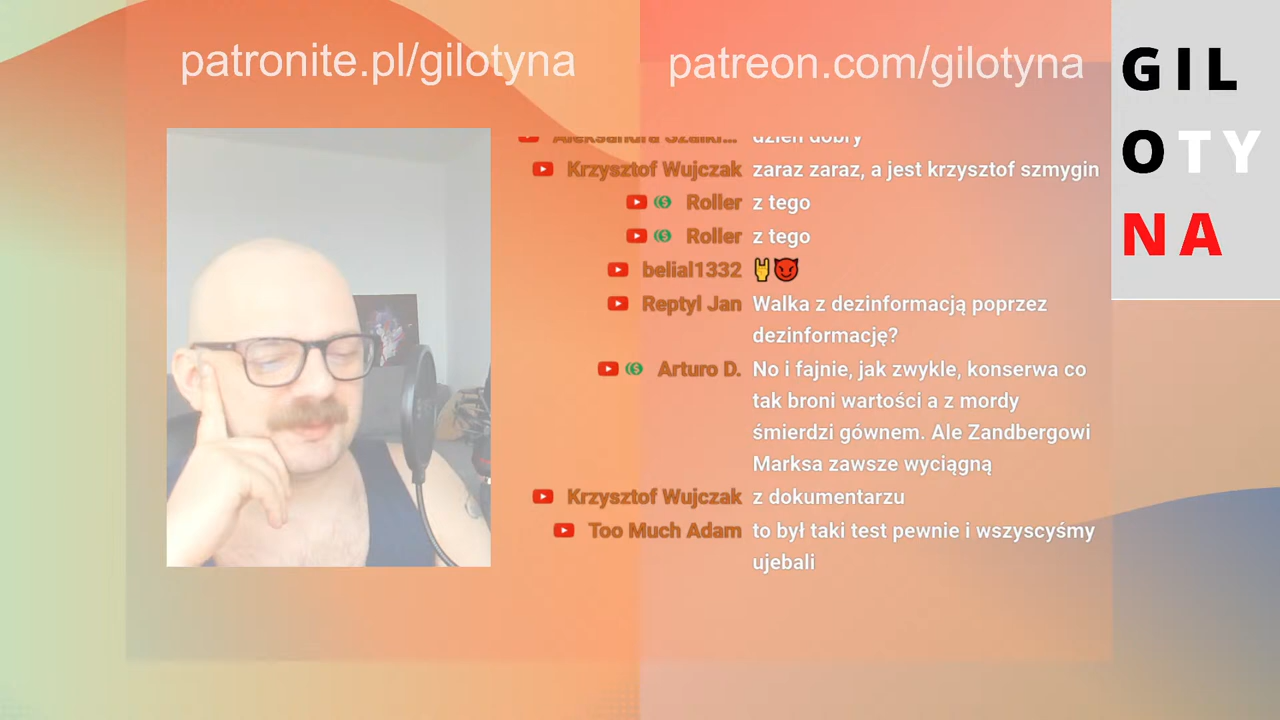 patronite.pl/gilotyna
patreon.com/gilotyna
GIL
OTY
NA
dzień dobry
Krzysztof Wujczak zaraz zaraz, a jest krzysztof szmygin
Roller z tego
Roller z tego
belial1332 🤘😈
Reptyl Jan Walka z dezinformacją poprzez
dezinformację?
Arturo D. No i fajnie, jak zwykle, konserwa co
tak broni wartości a z mordy
śmierdzi gównem. Ale Zandbergowi
Marksa zawsze wyciągną
Krzysztof Wujczak z dokumentarzu
Too Much Adam to był taki test pewnie i wszyscyśmy
ujebali